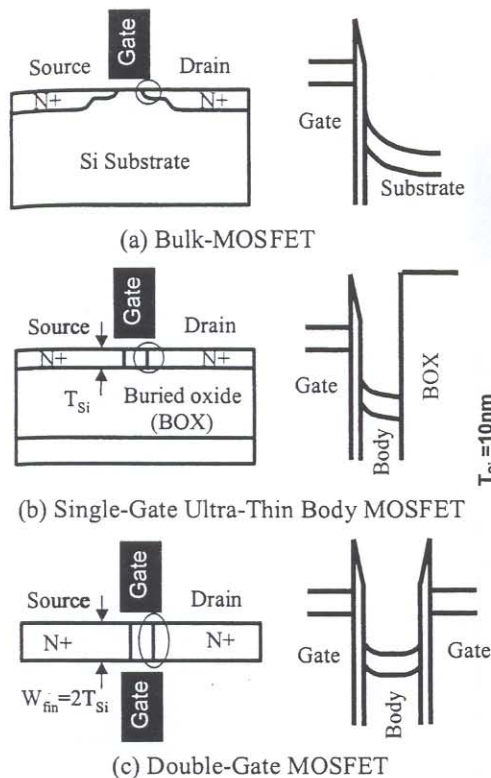 Gate
Source
Drain
N+
N+
Si Substrate
Gate
Substrate
(a) Bulk-MOSFET
Gate
Source
Drain
N+
N+
T_Si
Buried oxide
(BOX)
Gate
Body
BOX
T_Si =10nm
(b) Single-Gate Ultra-Thin Body MOSFET
Gate
Source
Drain
N+
N+
W_fin=2T_Si
Gate
Gate
Body
Gate
(c) Double-Gate MOSFET